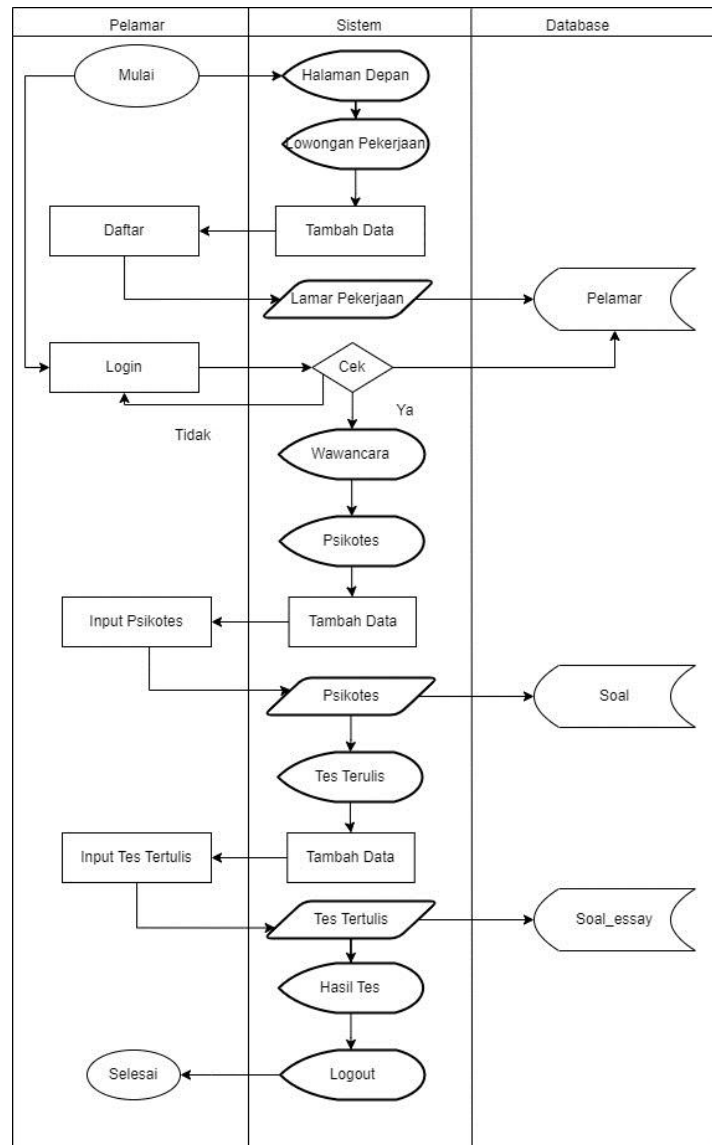 Pelamar
Sistem
Database
Mulai
Halaman Depan
Lowongan Pekerjaan
Daftar
Tambah Data
Lamar Pekerjaan
Pelamar
Login
Cek
Ya
Tidak
Wawancara
Psikotes
Input Psikotes
Tambah Data
Psikotes
Soal
Tes Terulis
Input Tes Tertulis
Tambah Data
Tes Tertulis
Soal_essay
Hasil Tes
Selesai
Logout